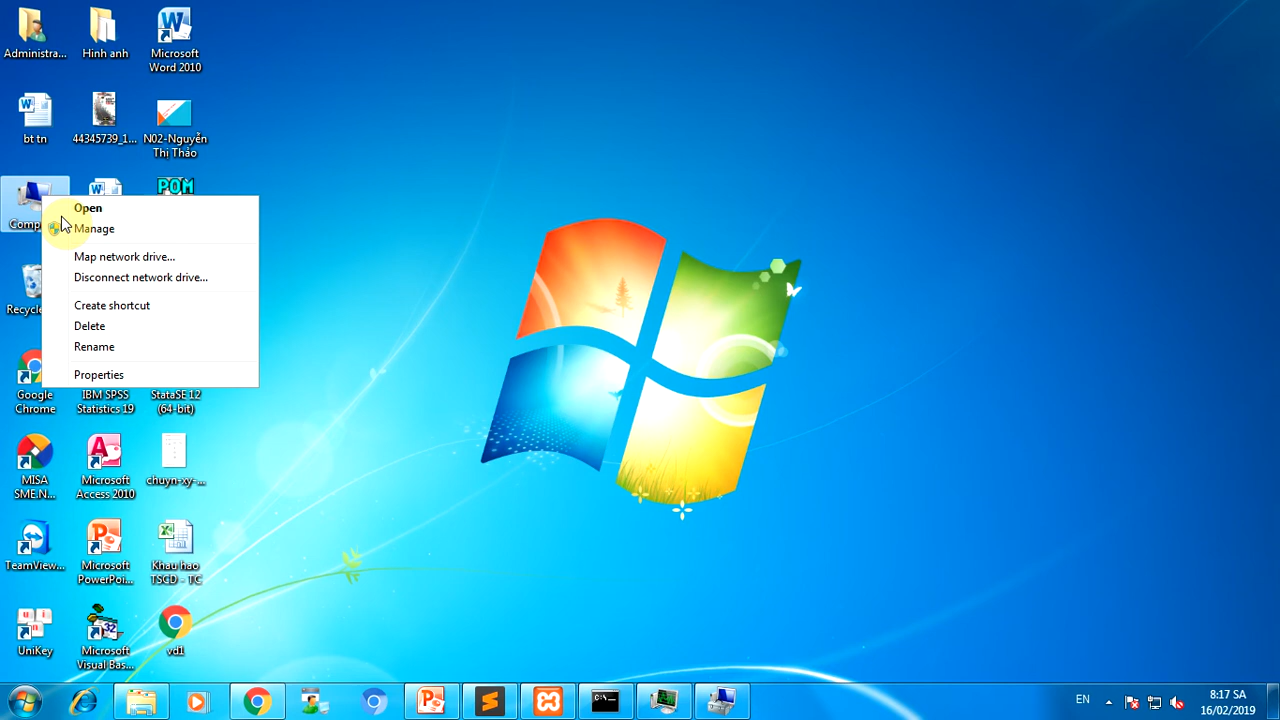 Administra...
Hinh anh
Microsoft
Word 2010
bt tn
44345739_1...
N02-Nguyễn
Thị Thảo
POM
Open
Manage
Map network drive...
Disconnect network drive...
Create shortcut
Delete
Rename
Properties
Google
Chrome
IBM SPSS
Statistics 19
StataSE 12
(64-bit)
MISA
SME.N...
Microsoft
Access 2010
chuyn-xy-...
TeamView...
Microsoft
PowerPoi...
Khau hao
TSCD - TC
UniKey
Microsoft
Visual Bas...
vd1
EN
8:17 SA
16/02/2019